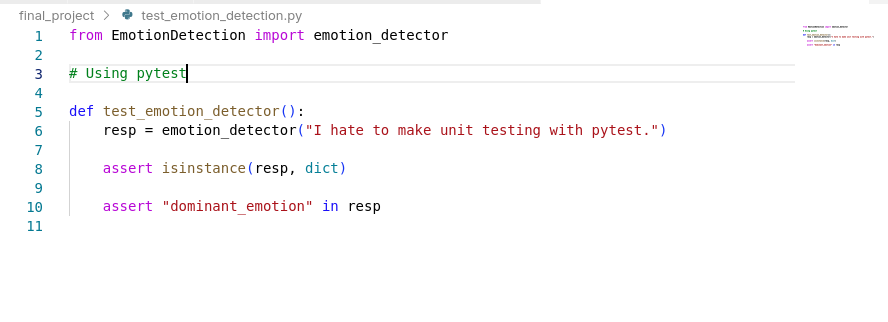 final_project > test_emotion_detection.py
1 from EmotionDetection import emotion_detector
2
3 # Using pytest
4
5 def test_emotion_detector():
6     resp = emotion_detector("I hate to make unit testing with pytest.")
7
8     assert isinstance(resp, dict)
9
10     assert "dominant_emotion" in resp
11